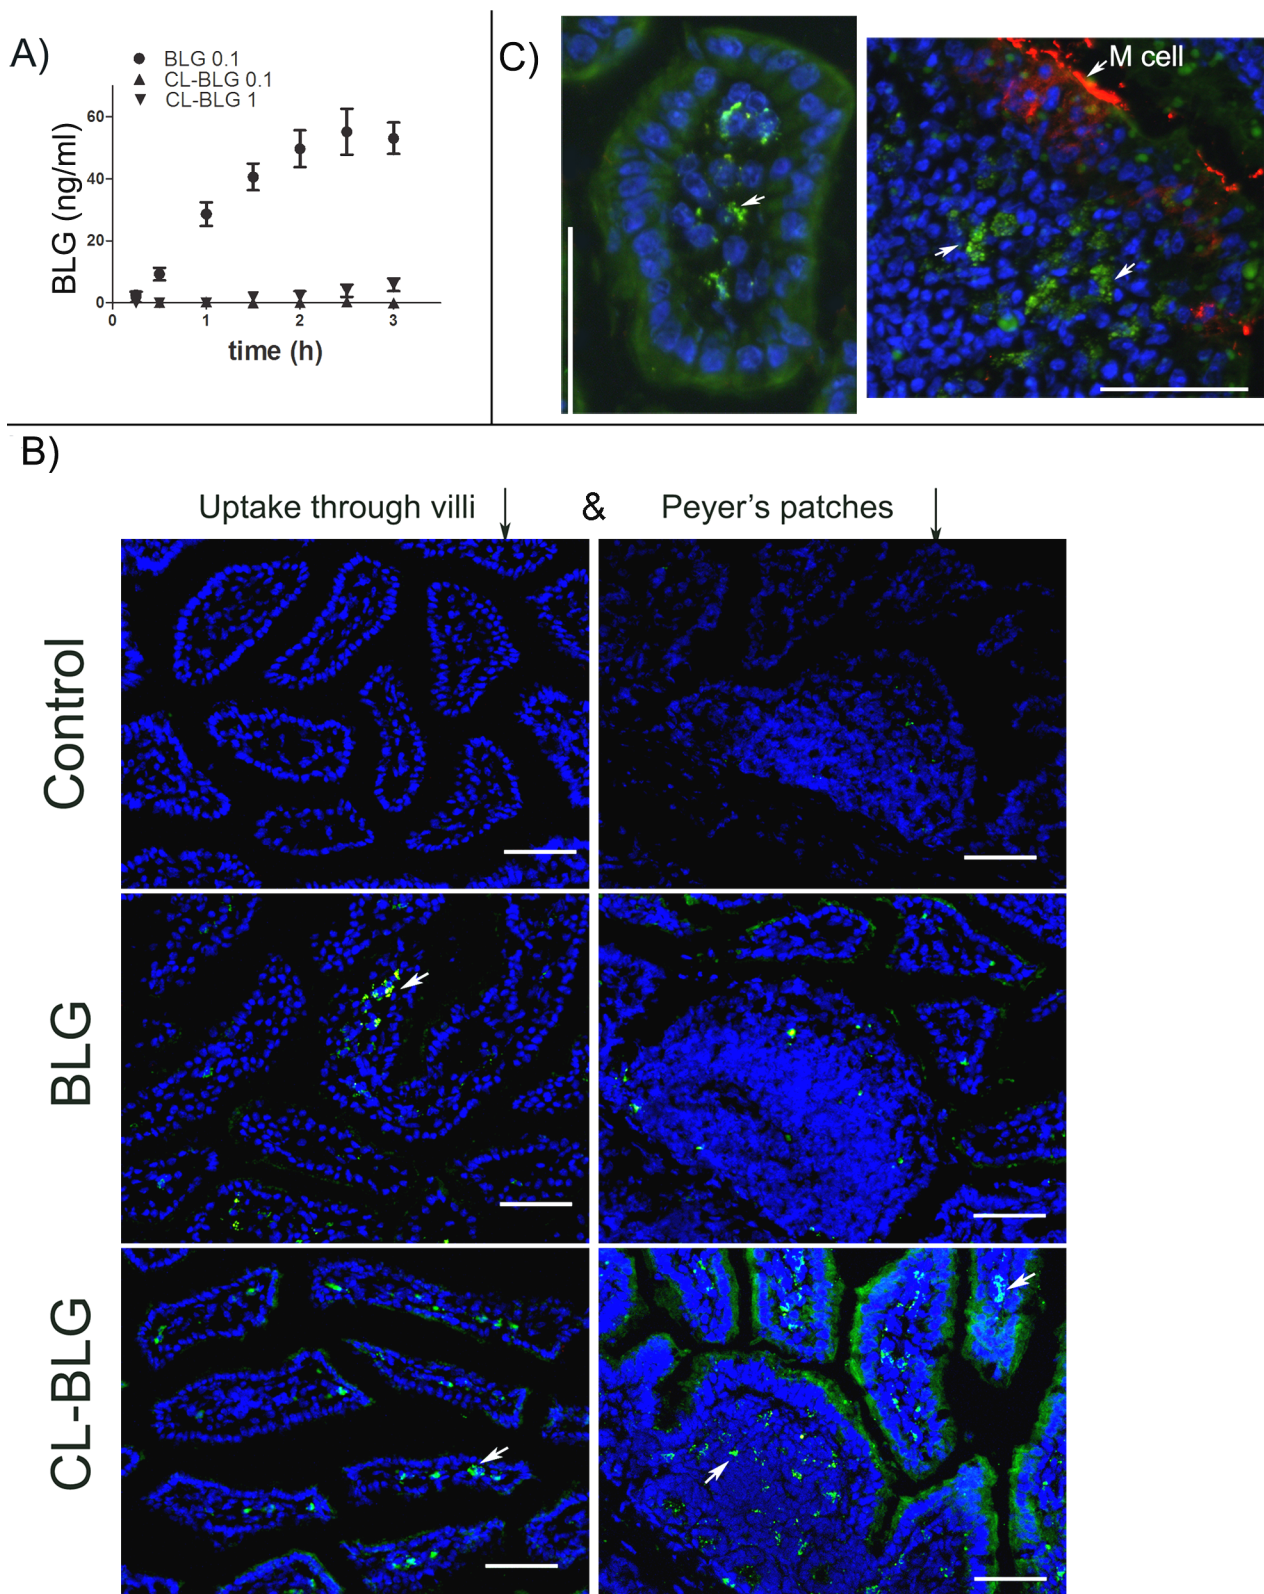 A)
BLG 0.1
CL-BLG 0.1
CL-BLG 1
BLG (ng/ml)
60
40
20
0
0 1 2 3
time (h)
C)
M cell
B)
Uptake through villi & Peyer's patches
Control
BLG
CL-BLG